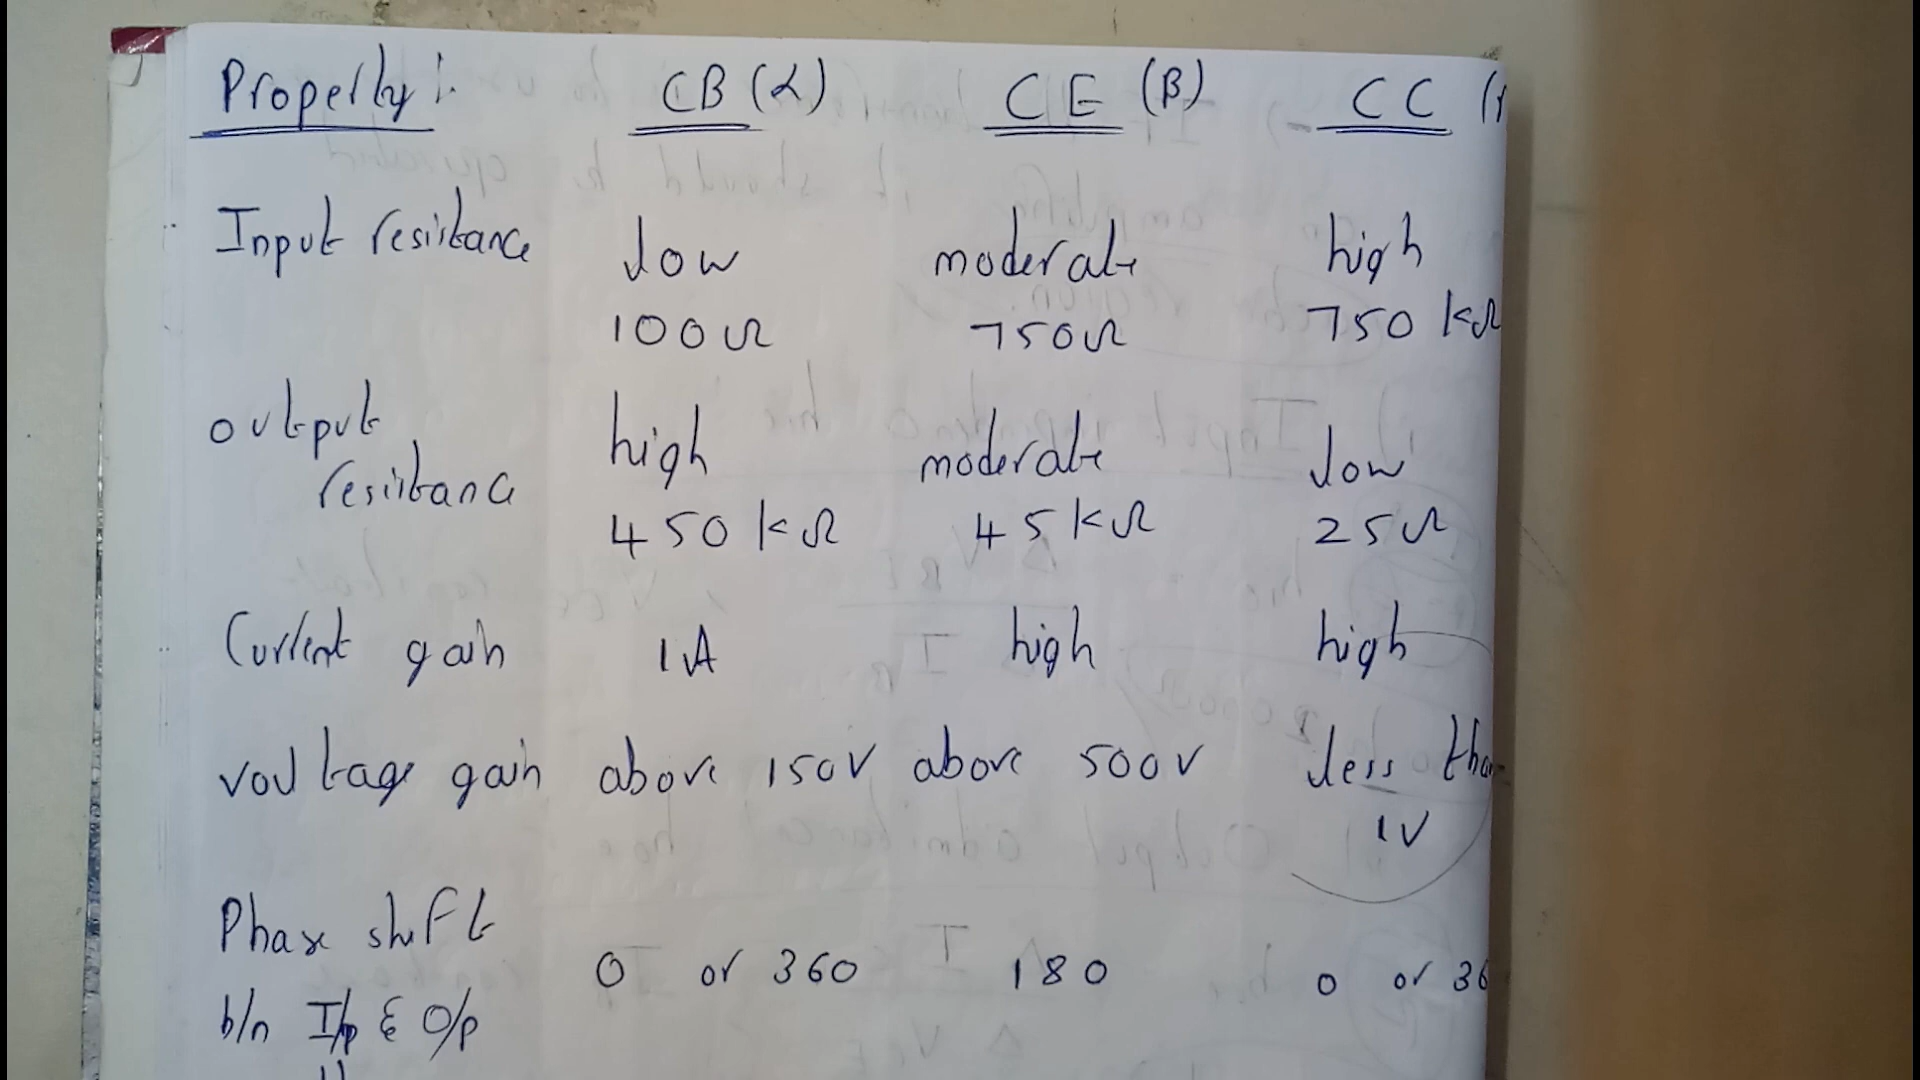 Property: CB (α) CE (β) CC
Input resistance low moderate high
100Ω 750Ω 750 kΩ
output high moderate low
resistance 450 kΩ 45 kΩ 25Ω
Current gain 1A high high
voltage gain above 150V above 500V less than
1V
Phase shift
0 or 360 180 0 or 36
b/n I/p & O/p